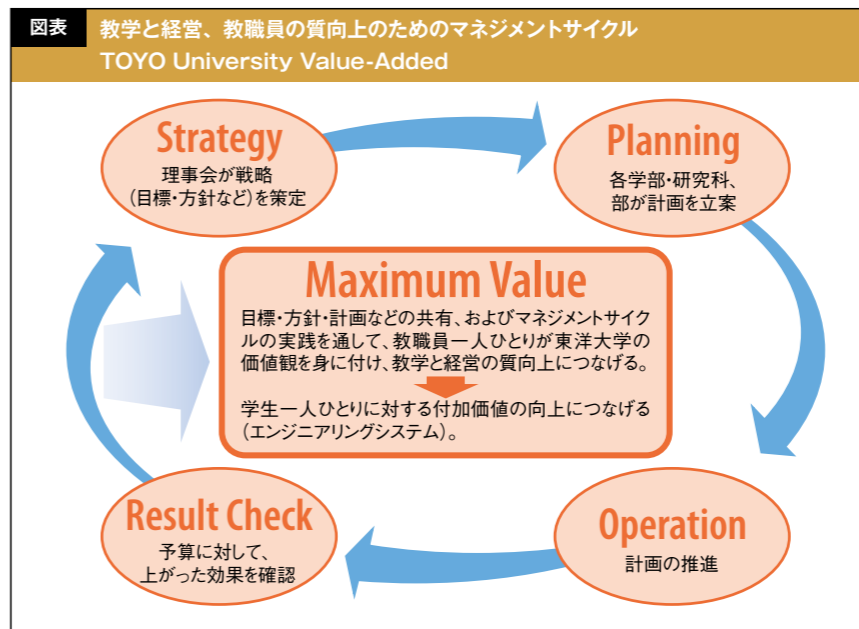 図表
教学と経営、教職員の質向上のためのマネジメントサイクル
TOYO University Value-Added
Strategy
理事会が戦略
(目標・方針など)を策定
Planning
各学部・研究科、
部が計画を立案
Maximum Value
目標・方針・計画などの共有、およびマネジメントサイク
ルの実践を通して、教職員一人ひとりが東洋大学の
価値観を身に付け、教学と経営の質向上につなげる。
学生一人ひとりに対する付加価値の向上につなげる
(エンジニアリングシステム)。
Result Check
予算に対して、
上がった効果を確認
Operation
計画の推進